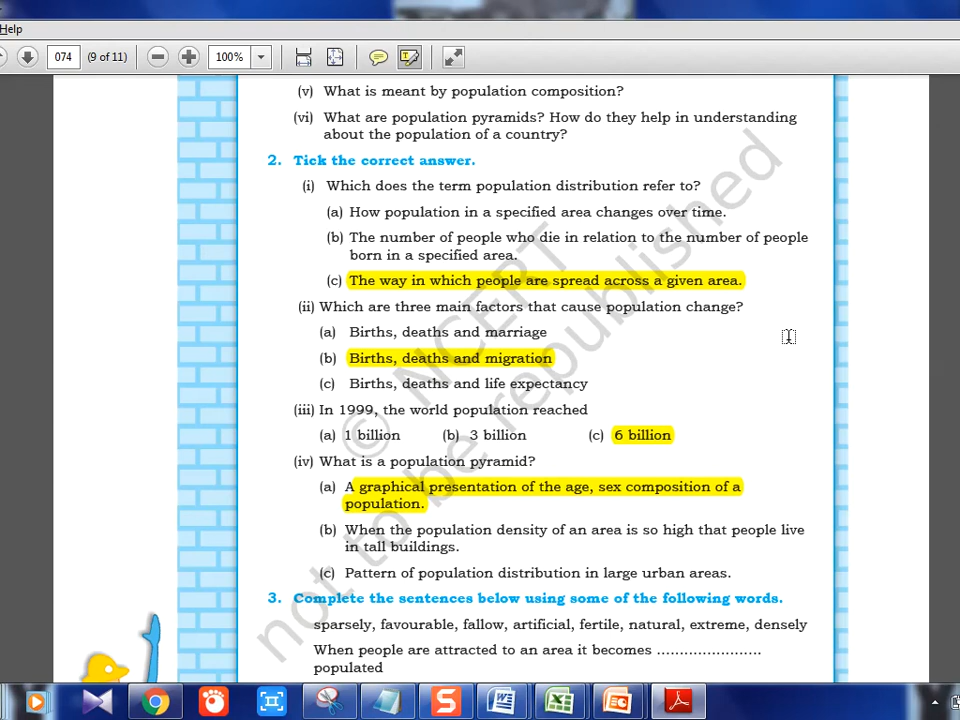 Help
074 (9 of 11) 100%
(v) What is meant by population composition?
(vi) What are population pyramids? How do they help in understanding
about the population of a country?
2. Tick the correct answer.
(i) Which does the term population distribution refer to?
(a) How population in a specified area changes over time.
(b) The number of people who die in relation to the number of people
born in a specified area.
(c) The way in which people are spread across a given area.
(ii) Which are three main factors that cause population change?
(a) Births, deaths and marriage
(b) Births, deaths and migration
(c) Births, deaths and life expectancy
(iii) In 1999, the world population reached
(a) 1 billion (b) 3 billion (c) 6 billion
(iv) What is a population pyramid?
(a) A graphical presentation of the age, sex composition of a
population.
(b) When the population density of an area is so high that people live
in tall buildings.
(c) Pattern of population distribution in large urban areas.
3. Complete the sentences below using some of the following words.
sparsely, favourable, fallow, artificial, fertile, natural, extreme, densely
When people are attracted to an area it becomes .......................
populated
© NCERT
not to be republished